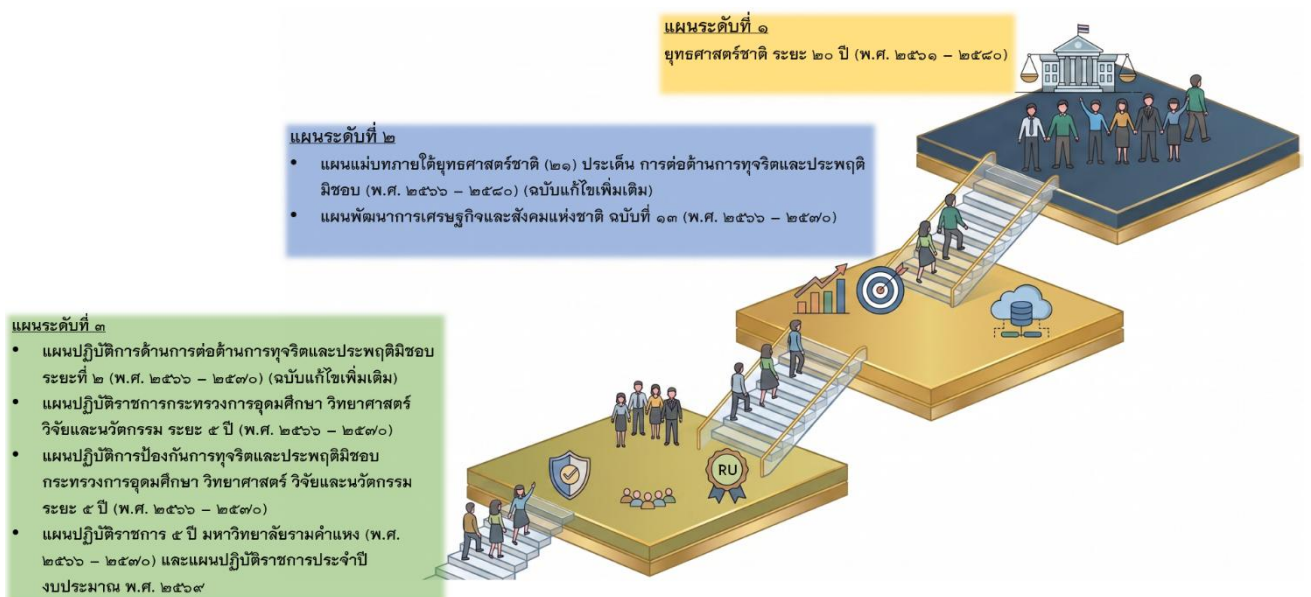 แผนระดับที่ ๑
ยุทธศาสตร์ชาติ ระยะ ๒๐ ปี (พ.ศ. ๒๕๖๑ – ๒๕๘๐)
แผนระดับที่ ๒
• แผนแม่บทภายใต้ยุทธศาสตร์ชาติ (๒๑) ประเด็น การต่อต้านการทุจริตและประพฤติ
มิชอบ (พ.ศ. ๒๕๖๖ – ๒๕๘๐) (ฉบับแก้ไขเพิ่มเติม)
• แผนพัฒนาการเศรษฐกิจและสังคมแห่งชาติ ฉบับที่ ๑๓ (พ.ศ. ๒๕๖๖ – ๒๕๗๐)
แผนระดับที่ ๓
• แผนปฏิบัติการด้านการต่อต้านการทุจริตและประพฤติมิชอบ
ระยะที่ ๒ (พ.ศ. ๒๕๖๖ – ๒๕๗๐) (ฉบับแก้ไขเพิ่มเติม)
• แผนปฏิบัติราชการกระทรวงการอุดมศึกษา วิทยาศาสตร์
วิจัยและนวัตกรรม ระยะ ๕ ปี (พ.ศ. ๒๕๖๖ – ๒๕๗๐)
• แผนปฏิบัติการป้องกันการทุจริตและประพฤติมิชอบ
กระทรวงการอุดมศึกษา วิทยาศาสตร์ วิจัยและนวัตกรรม
ระยะ ๕ ปี (พ.ศ. ๒๕๖๖ – ๒๕๗๐)
• แผนปฏิบัติราชการ ๕ ปี มหาวิทยาลัยรามคำแหง (พ.ศ.
๒๕๖๖ – ๒๕๗๐) และแผนปฏิบัติราชการประจำปี
งบประมาณ พ.ศ. ๒๕๖๙
RU